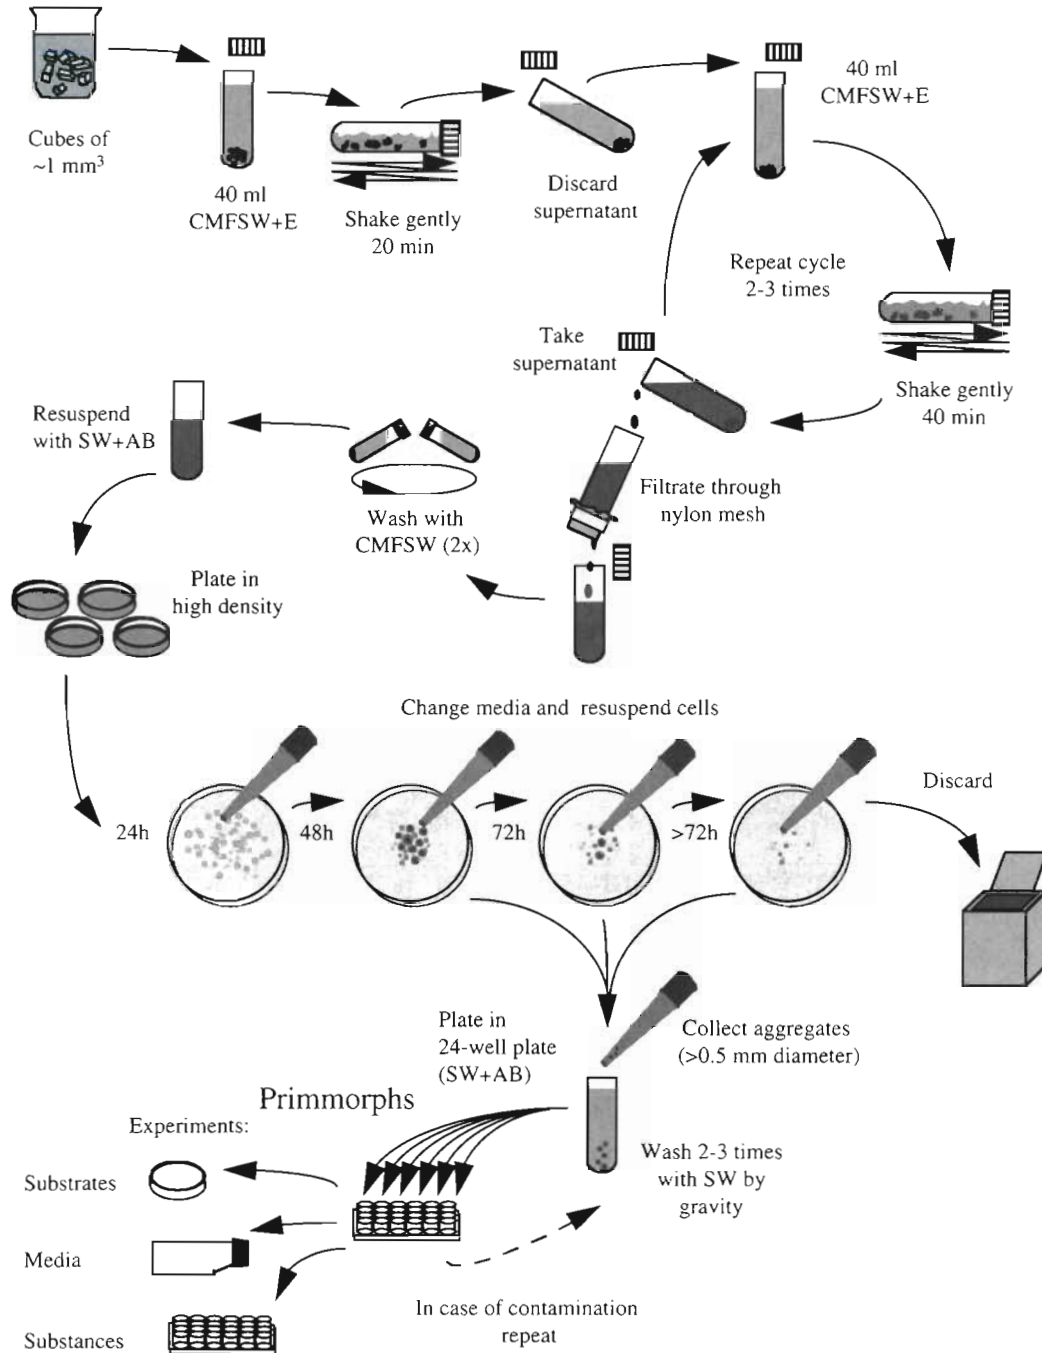 Cubes of
~1 mm³
40 ml
CMFSW+E
Shake gently
20 min
Discard
supernatant
40 ml
CMFSW+E
Repeat cycle
2-3 times
Shake gently
40 min
Take
supernatant
Filtrate through
nylon mesh
Wash with
CMFSW (2x)
Resuspend
with SW+AB
Plate in
high density
Change media and resuspend cells
24h
48h
72h
>72h
Discard
Collect aggregates
(>0.5 mm diameter)
Wash 2-3 times
with SW by
gravity
Plate in
24-well plate
(SW+AB)
Primmorphs
Experiments:
Substrates
Media
Substances
In case of contamination
repeat